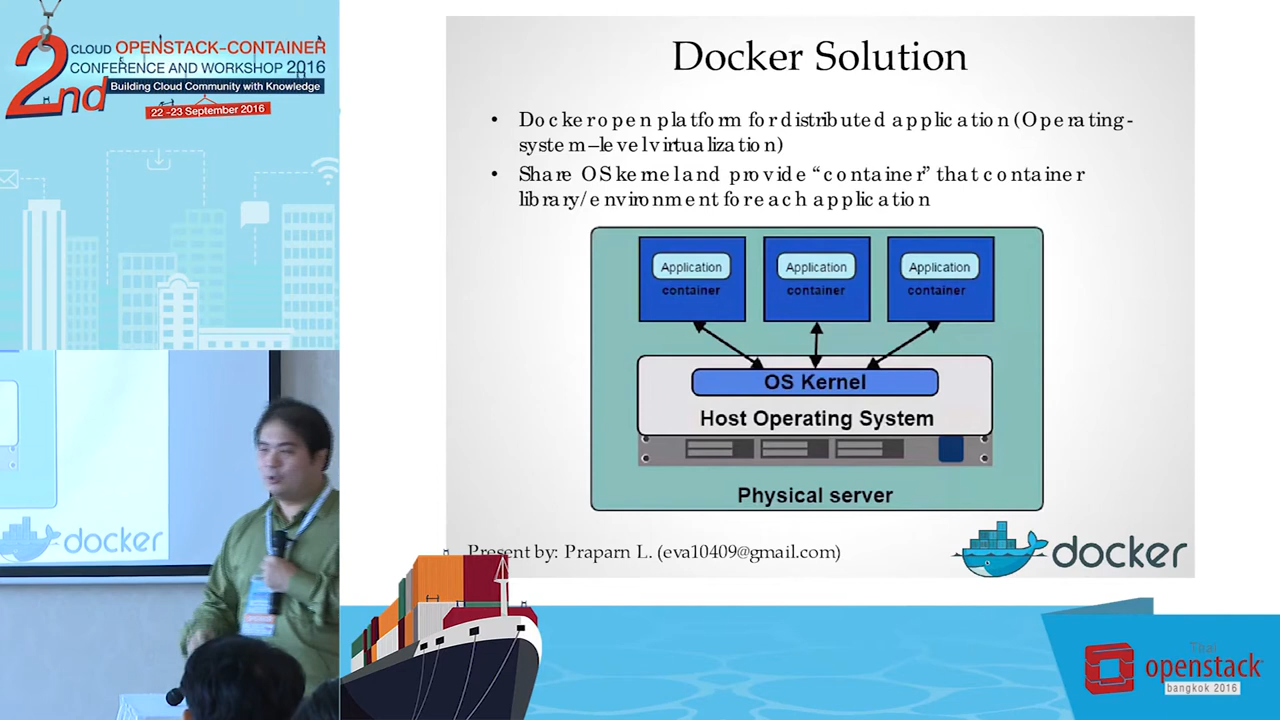 2nd
CLOUD OPENSTACK-CONTAINER
CONFERENCE AND WORKSHOP 2016
Building Cloud Community with Knowledge
22 -23 September 2016
Docker Solution
• Docker open platform for distributed application (Operating-
system–level virtualization)
• Share OS kernel and provide “container” that container
library/environment for each application
Application
container
Application
container
Application
container
OS Kernel
Host Operating System
Physical server
Present by: Praparn L. (eva10409@gmail.com)
docker
docker
Thai
openstack
bangkok 2016